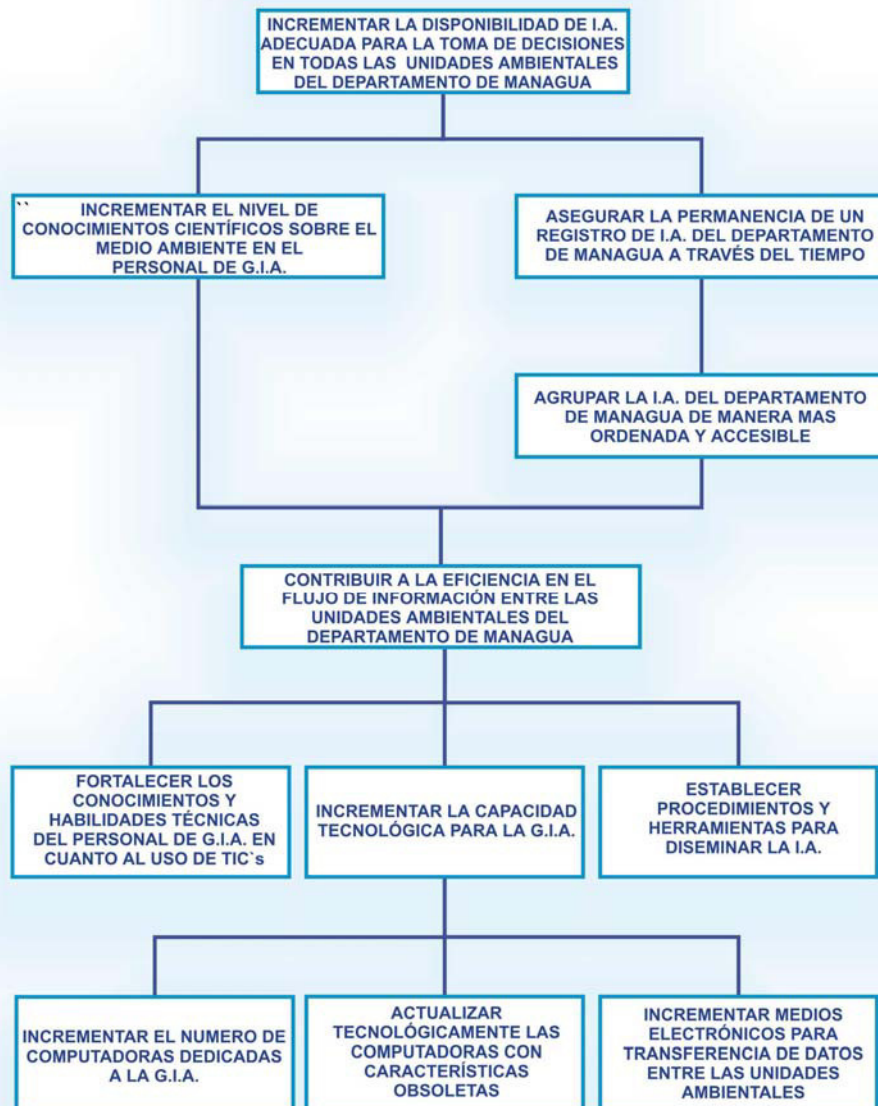 INCREMENTAR LA DISPONIBILIDAD DE I.A.
ADECUADA PARA LA TOMA DE DECISIONES
EN TODAS LAS UNIDADES AMBIENTALES
DEL DEPARTAMENTO DE MANAGUA
`` INCREMENTAR EL NIVEL DE
CONOCIMIENTOS CIENTÍFICOS SOBRE EL
MEDIO AMBIENTE EN EL
PERSONAL DE G.I.A.
ASEGURAR LA PERMANENCIA DE UN
REGISTRO DE I.A. DEL DEPARTAMENTO
DE MANAGUA A TRAVÉS DEL TIEMPO
AGRUPAR LA I.A. DEL DEPARTAMENTO
DE MANAGUA DE MANERA MAS
ORDENADA Y ACCESIBLE
CONTRIBUIR A LA EFICIENCIA EN EL
FLUJO DE INFORMACIÓN ENTRE LAS
UNIDADES AMBIENTALES DEL
DEPARTAMENTO DE MANAGUA
FORTALECER LOS
CONOCIMIENTOS Y
HABILIDADES TÉCNICAS
DEL PERSONAL DE G.I.A. EN
CUANTO AL USO DE TIC`s
INCREMENTAR LA CAPACIDAD
TECNOLÓGICA PARA LA G.I.A.
ESTABLECER
PROCEDIMIENTOS Y
HERRAMIENTAS PARA
DISEMINAR LA I.A.
INCREMENTAR EL NUMERO DE
COMPUTADORAS DEDICADAS
A LA G.I.A.
ACTUALIZAR
TECNOLÓGICAMENTE LAS
COMPUTADORAS CON
CARACTERÍSTICAS
OBSOLETAS
INCREMENTAR MEDIOS
ELECTRÓNICOS PARA
TRANSFERENCIA DE DATOS
ENTRE LAS UNIDADES
AMBIENTALES